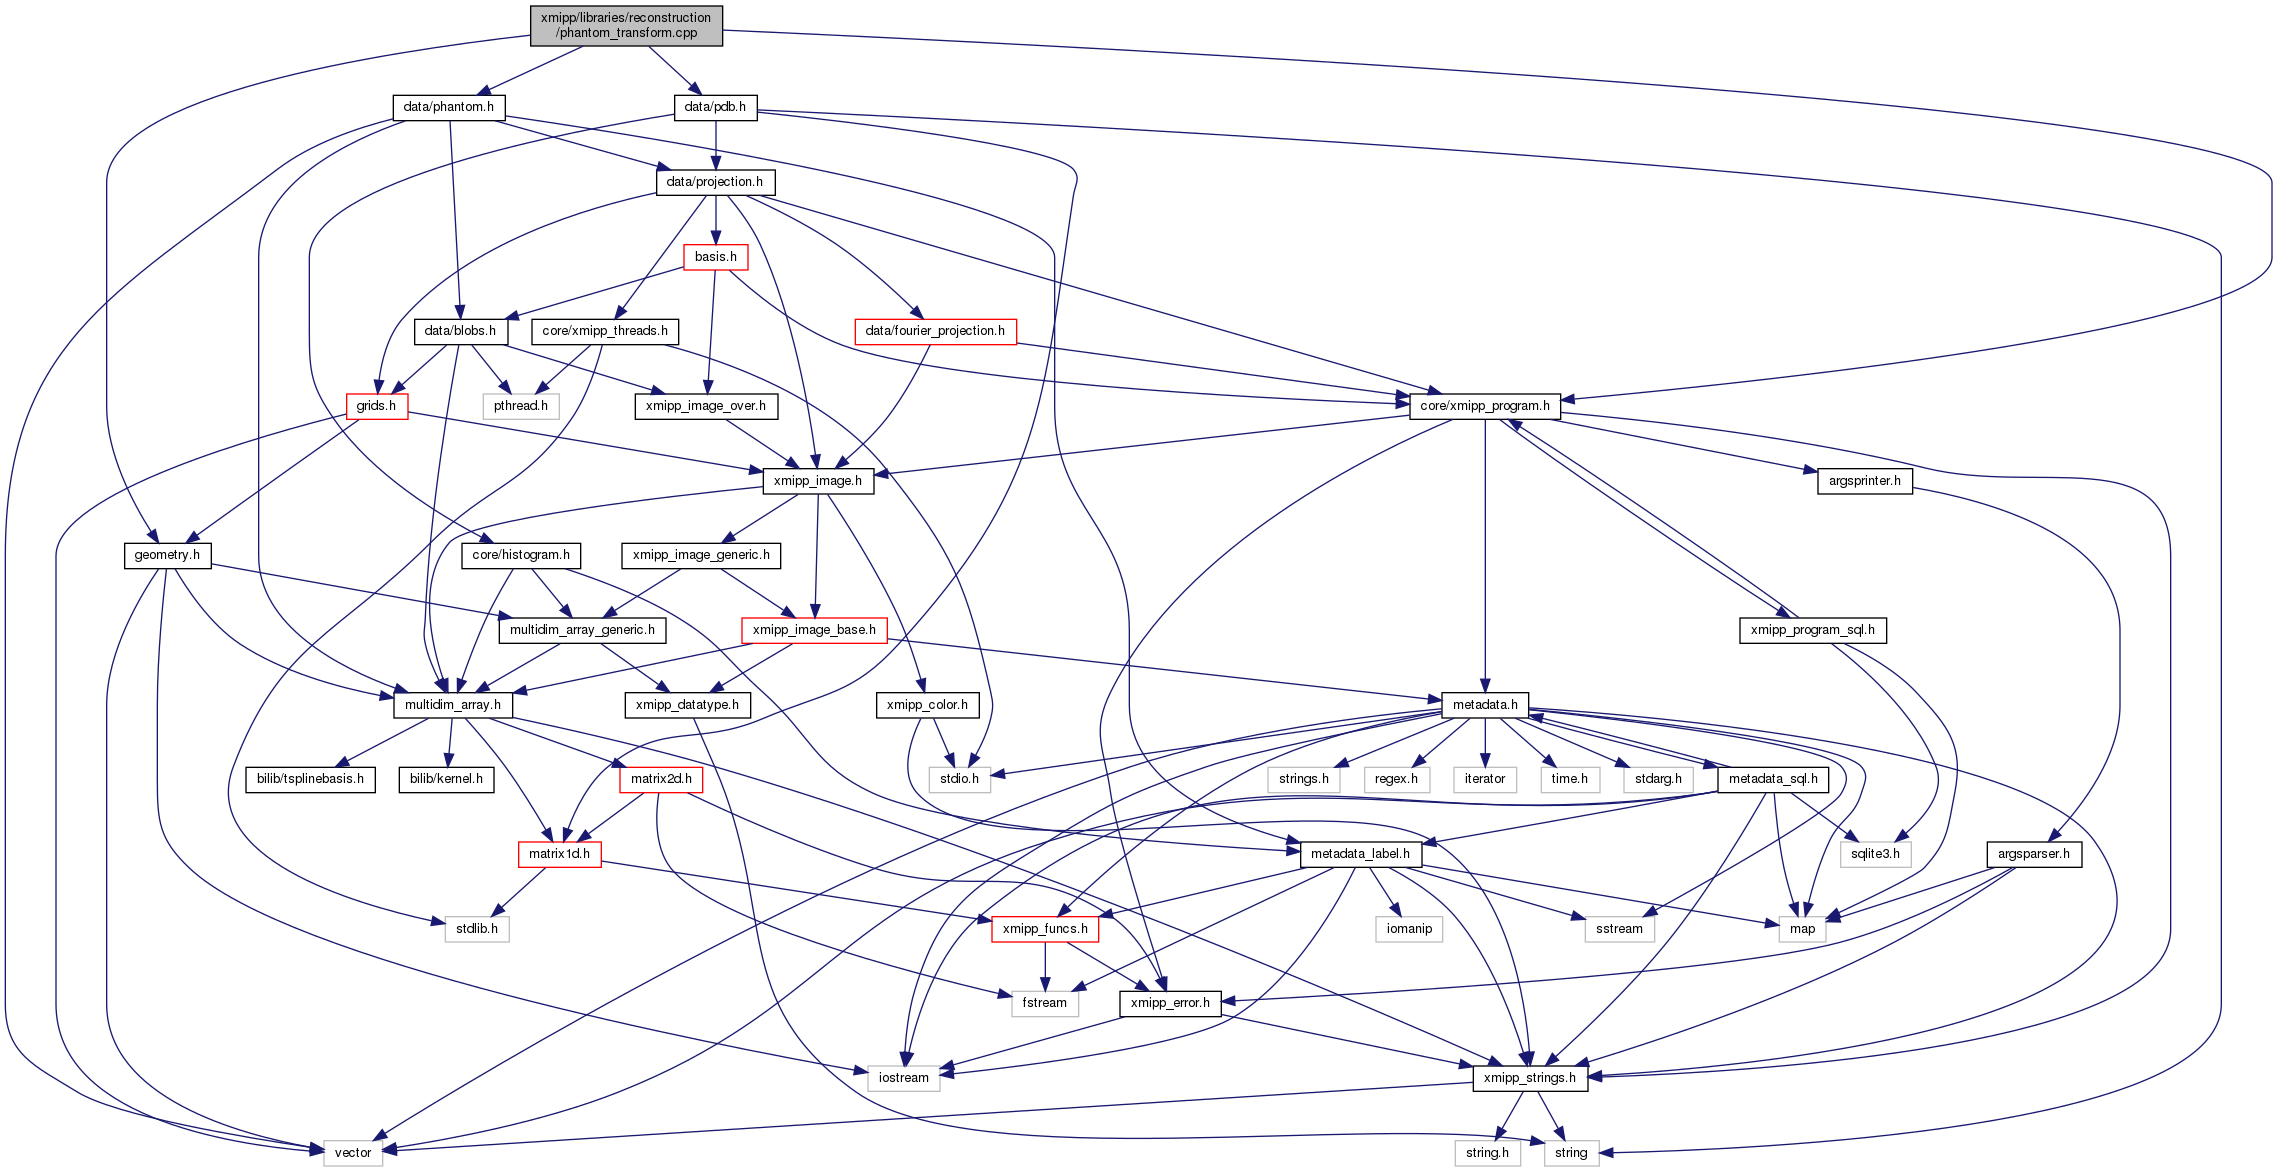 xmipp/libraries/reconstruction
/phantom_transform.cpp
data/phantom.h
data/pdb.h
data/projection.h
basis.h
data/blobs.h
core/xmipp_threads.h
data/fourier_projection.h
grids.h
pthread.h
xmipp_image_over.h
core/xmipp_program.h
xmipp_image.h
argsprinter.h
geometry.h
core/histogram.h
xmipp_image_generic.h
multidim_array_generic.h
xmipp_image_base.h
xmipp_program_sql.h
multidim_array.h
xmipp_datatype.h
xmipp_color.h
metadata.h
bilib/tsplinebasis.h
bilib/kernel.h
matrix2d.h
stdio.h
strings.h
regex.h
iterator
time.h
stdarg.h
metadata_sql.h
matrix1d.h
metadata_label.h
sqlite3.h
argsparser.h
stdlib.h
xmipp_funcs.h
iomanip
sstream
map
fstream
xmipp_error.h
iostream
xmipp_strings.h
vector
string.h
string